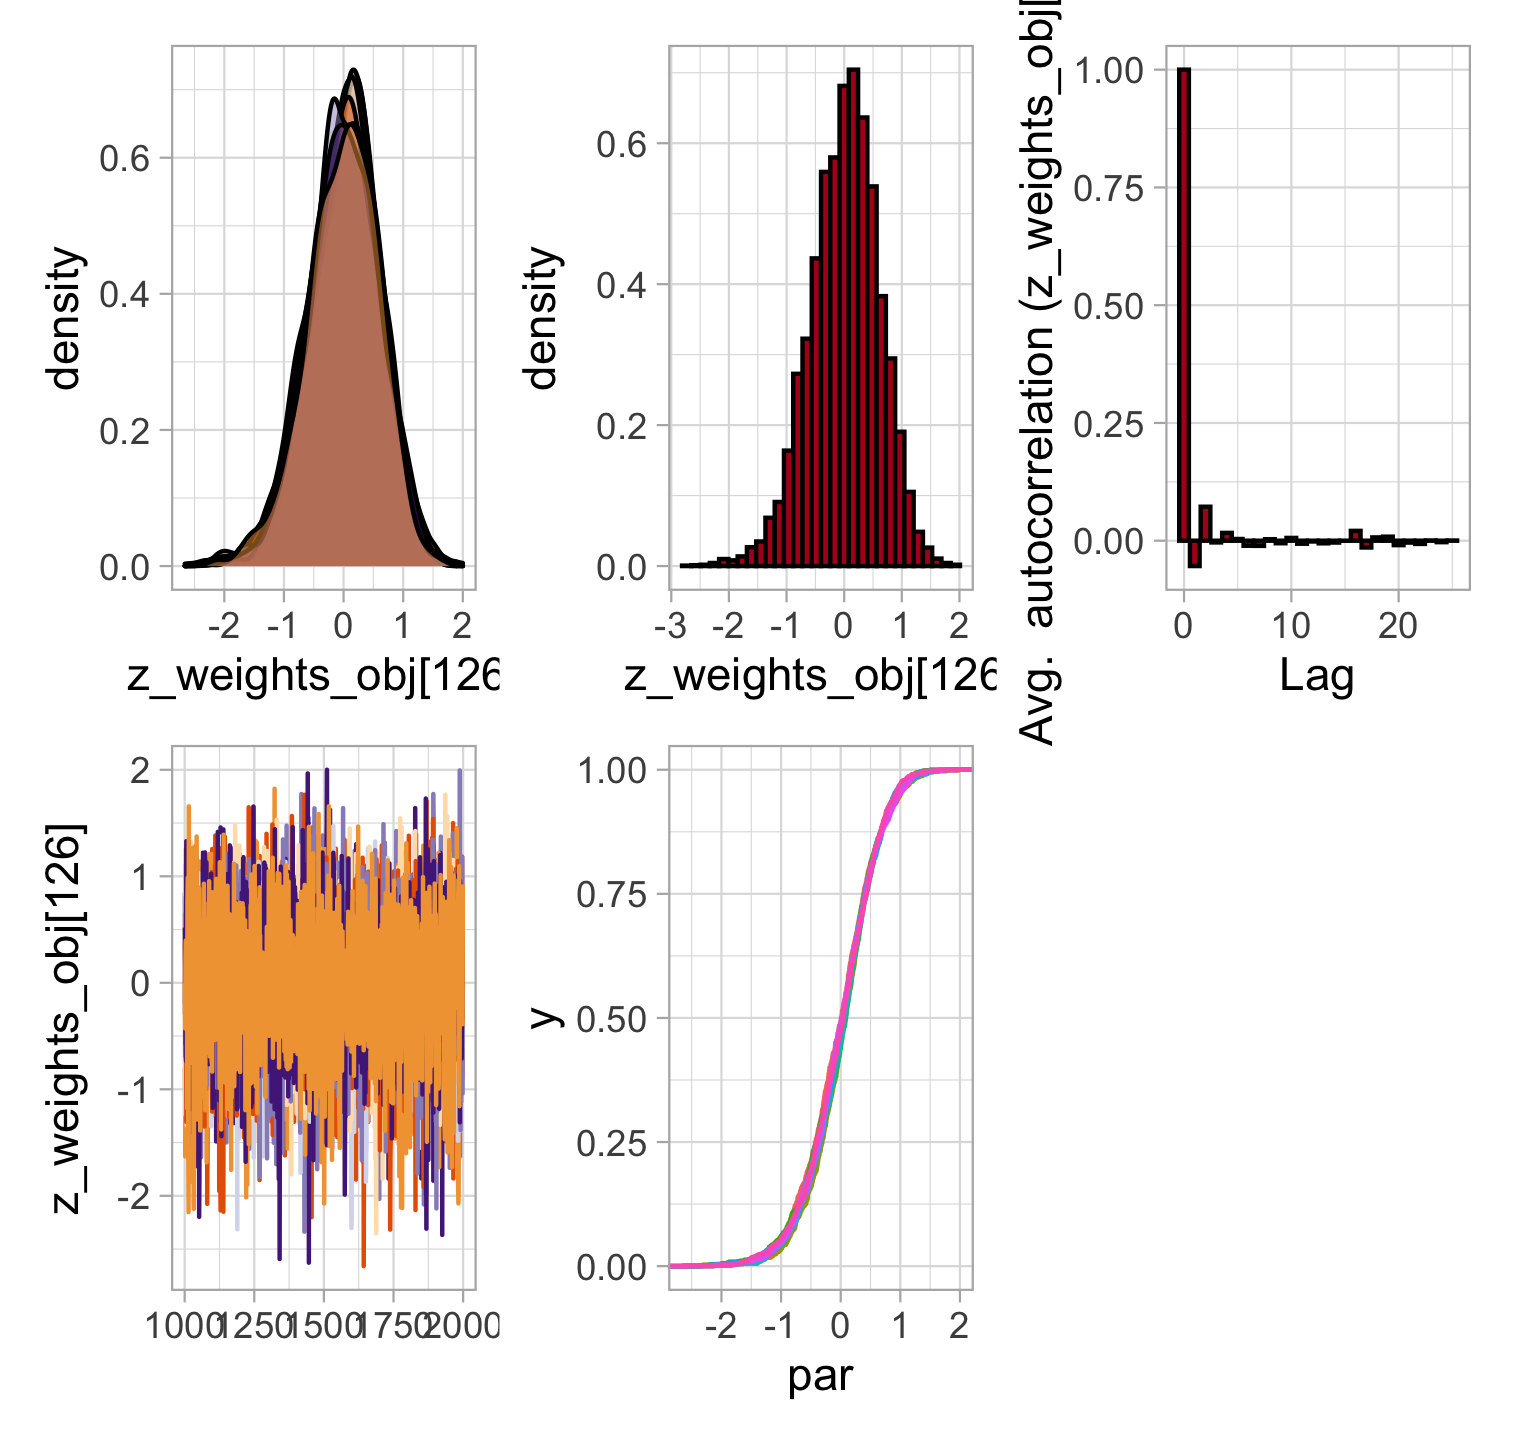 density
0.6
0.4
0.2
0.0
-2 -1 0 1 2
z_weights_obj[126
density
0.6
0.4
0.2
0.0
-3 -2 -1 0 1 2
z_weights_obj[126
Avg. autocorrelation (z_weights_obj[
1.00
0.75
0.50
0.25
0.00
0 10 20
Lag
z_weights_obj[126]
2
1
0
-1
-2
1000 1250 1500 1750 2000
y
1.00
0.75
0.50
0.25
0.00
-2 -1 0 1 2
par